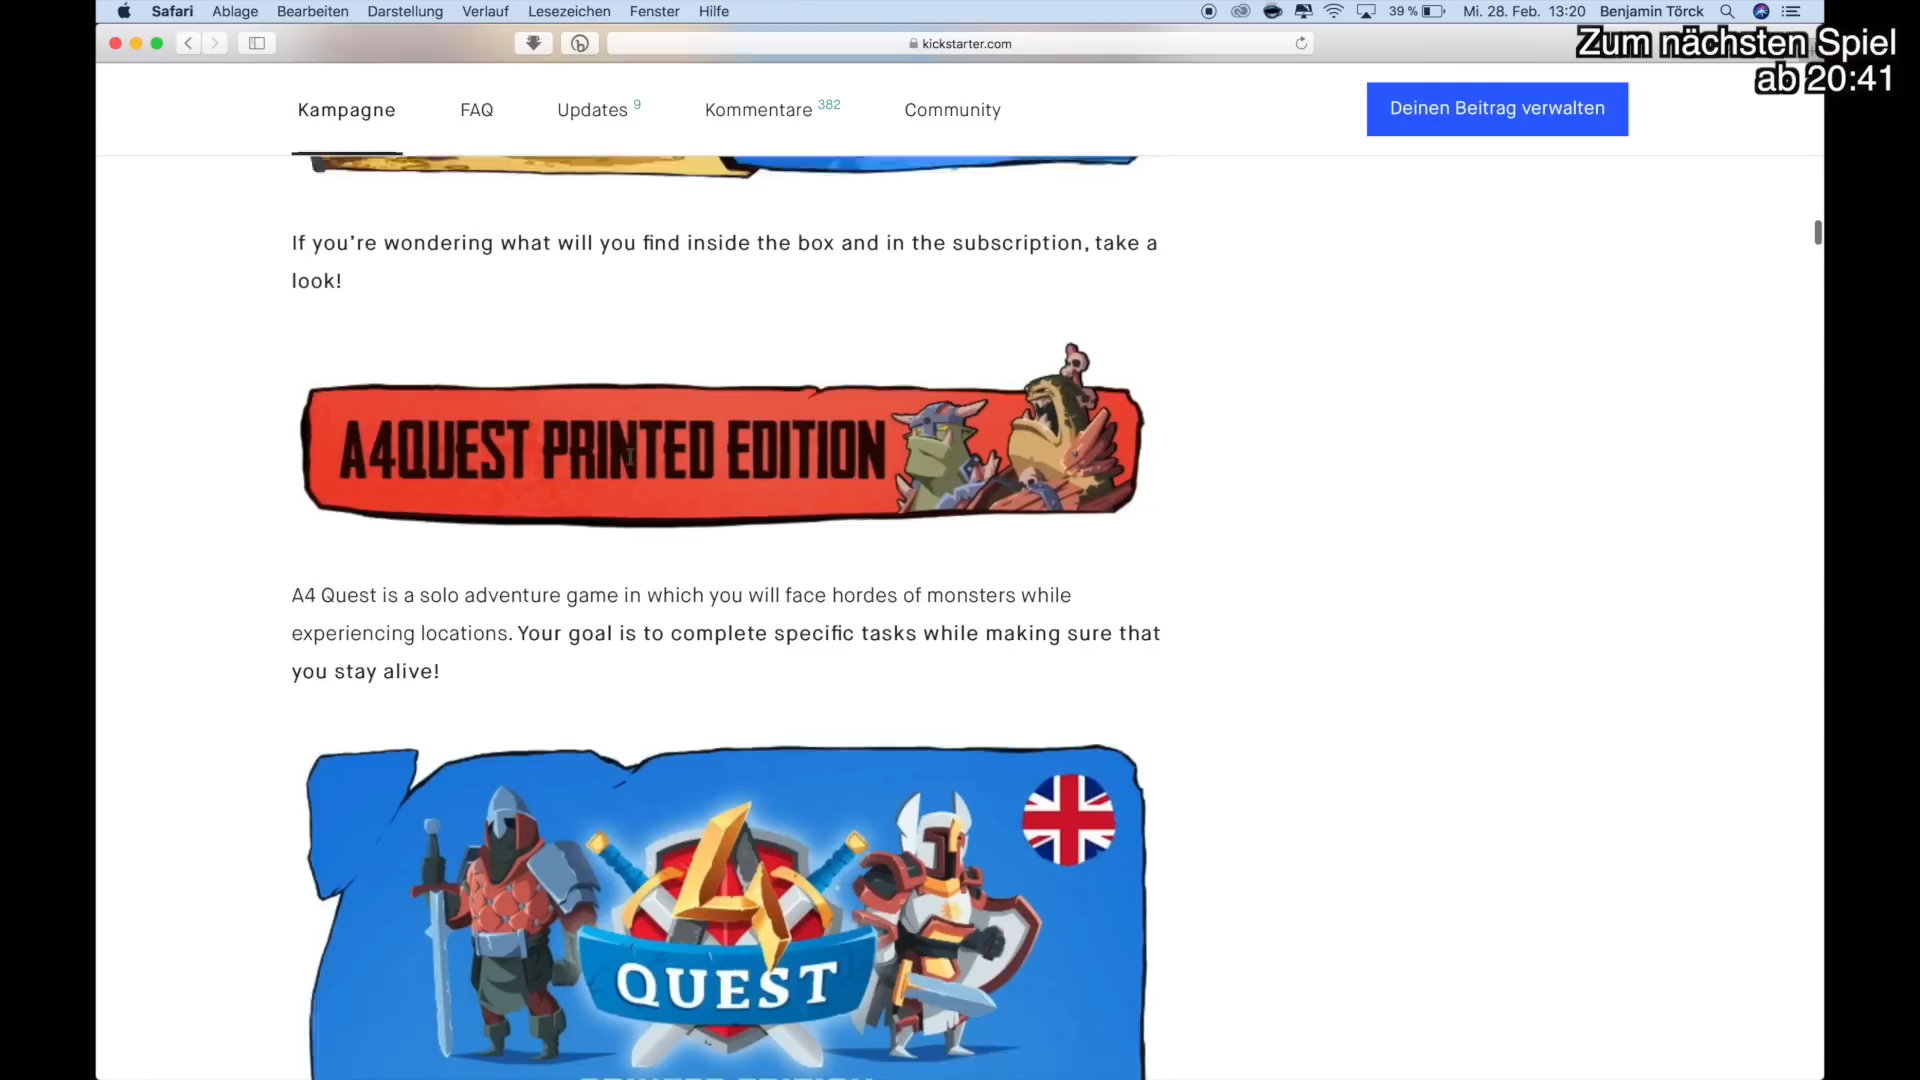 Safari Ablage Bearbeiten Darstellung Verlauf Lesezeichen Fenster Hilfe 39 % Mi. 28. Feb. 13:20 Benjamin Törck
kickstarter.com
Zum nächsten Spiel
ab 20:41
Kampagne FAQ Updates 9 Kommentare 382 Community Deinen Beitrag verwalten
If you're wondering what will you find inside the box and in the subscription, take a
look!
A4QUEST PRINTED EDITION
A4 Quest is a solo adventure game in which you will face hordes of monsters while
experiencing locations. Your goal is to complete specific tasks while making sure that
you stay alive!
A4
QUEST